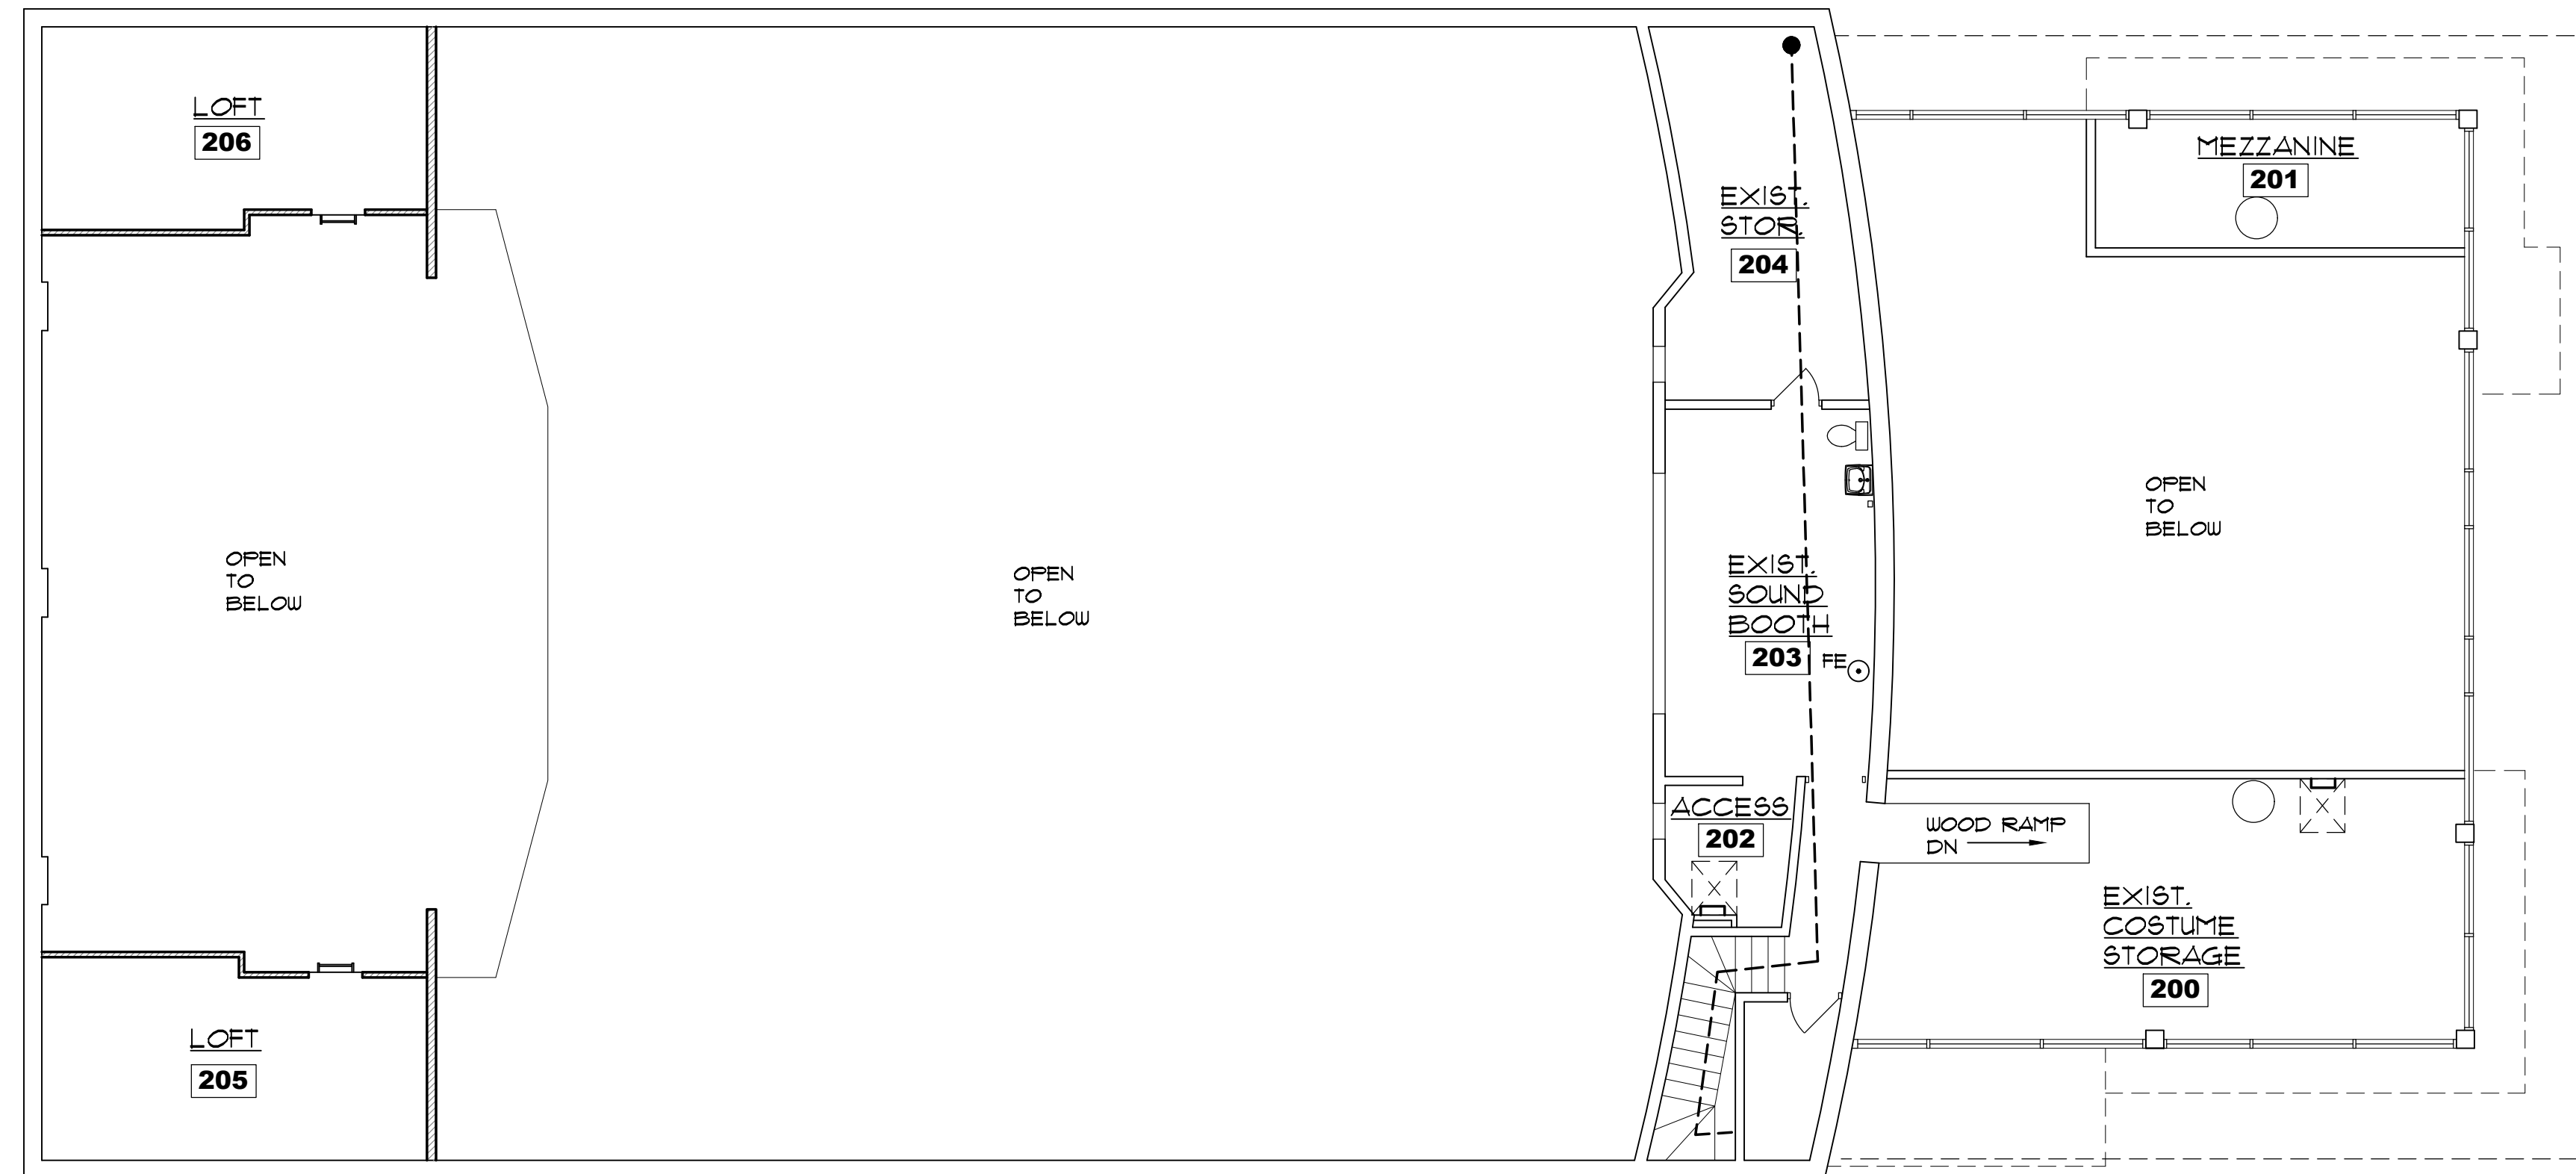 LOFT
206
MEZZANINE
201
EXIST.
STOR.
204
OPEN
TO
BELOW
OPEN
TO
BELOW
OPEN
TO
BELOW
EXIST.
SOUND
BOOTH
203
FE
ACCESS
202
WOOD RAMP
DN
EXIST.
COSTUME
STORAGE
200
LOFT
205